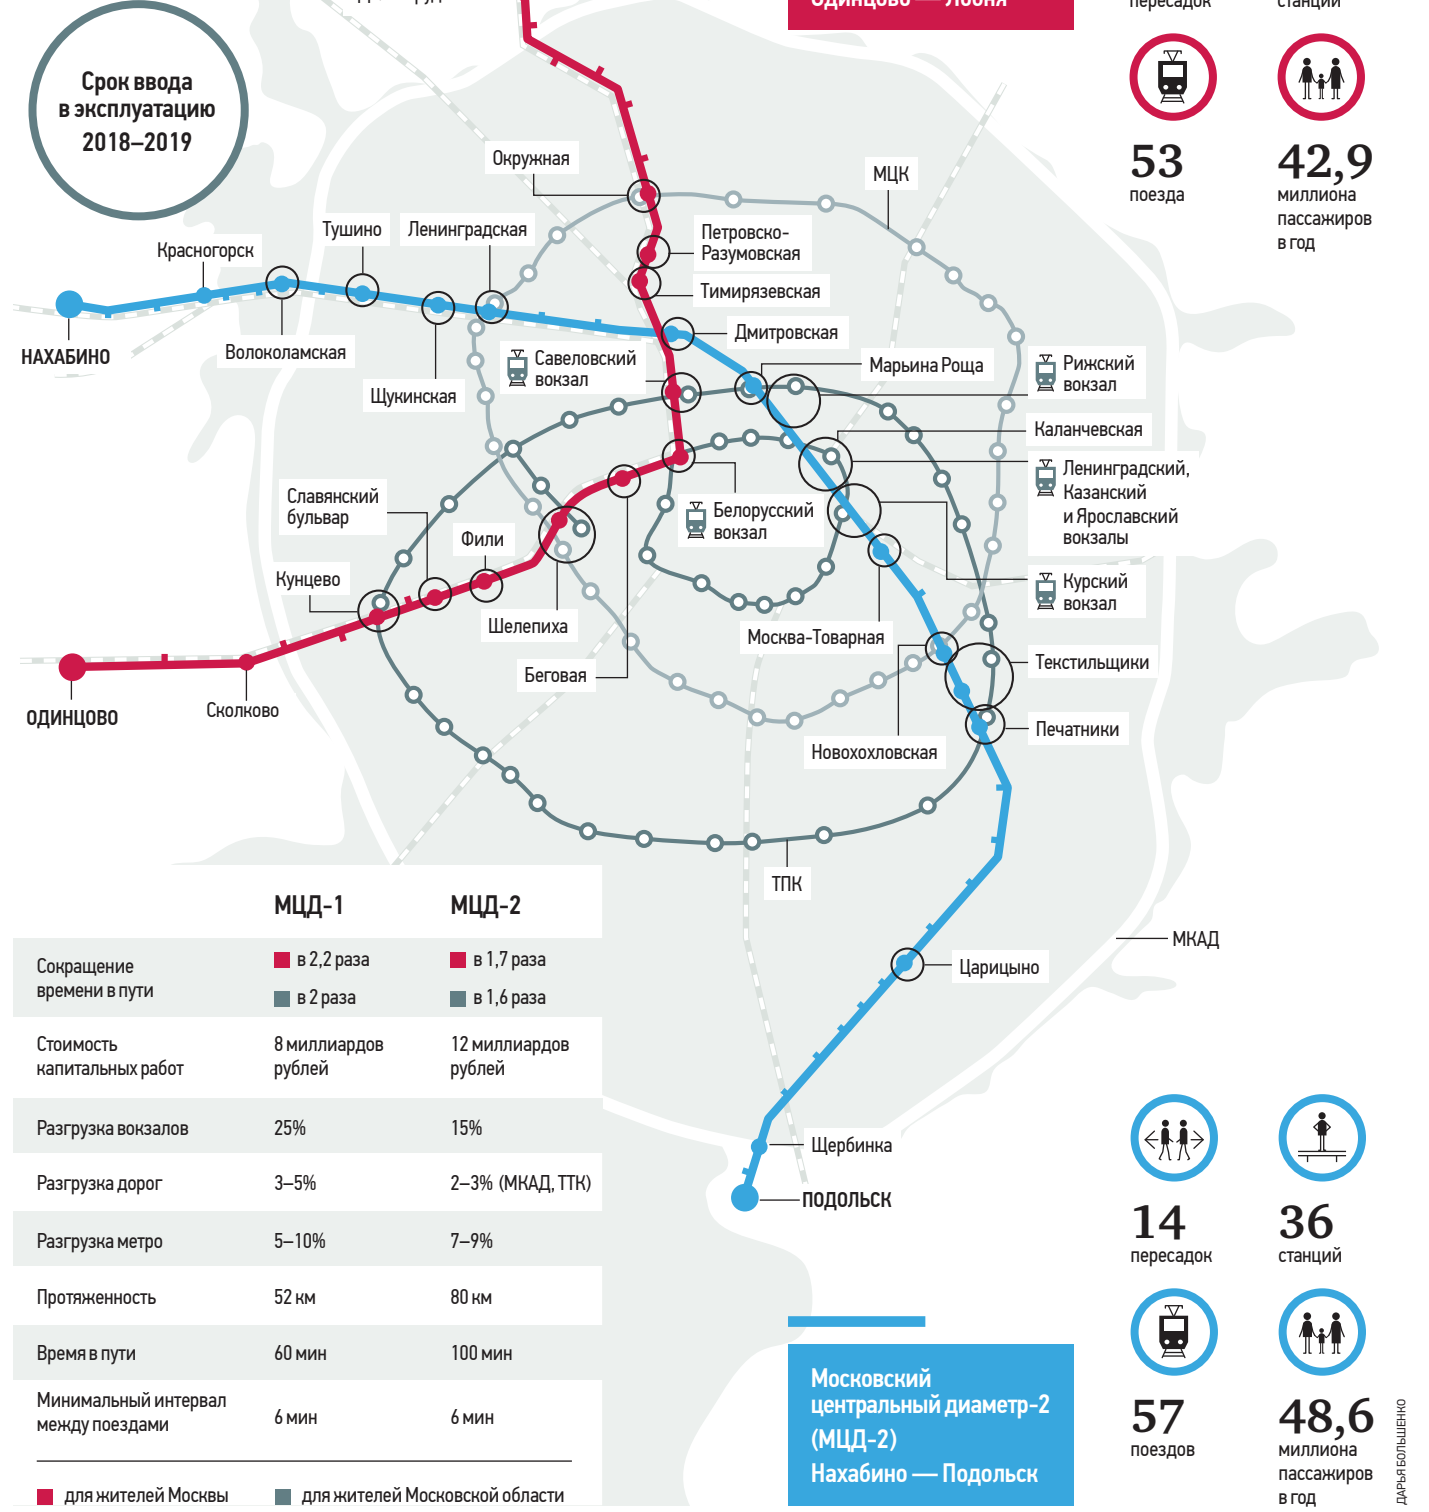 Одинцово — Лобня
пересадок
станций
53
поезда
42,9
миллиона
пассажиров
в год
Срок ввода
в эксплуатацию
2018–2019
Окружная
МЦК
Тушино
Ленинградская
Петровско-
Разумовская
Красногорск
Тимирязевская
Дмитровская
НАХАБИНО
Волоколамская
Савеловский
вокзал
Марьина Роща
Рижский
вокзал
Щукинская
Каланчевская
Ленинградский,
Казанский
и Ярославский
вокзалы
Славянский
бульвар
Белорусский
вокзал
Фили
Кунцево
Курский
вокзал
Шелепиха
Москва-Товарная
Беговая
Текстильщики
Сколково
ОДИНЦОВО
Печатники
Новохохловская
ТПК
МКАД
Царицыно
Щербинка
ПОДОЛЬСК
МЦД-1
МЦД-2
Сокращение
времени в пути
в 2,2 раза
в 1,7 раза
в 2 раза
в 1,6 раза
Стоимость
капитальных работ
8 миллиардов
рублей
12 миллиардов
рублей
Разгрузка вокзалов
25%
15%
Разгрузка дорог
3–5%
2–3% (МКАД, ТТК)
Разгрузка метро
5–10%
7–9%
Протяженность
52 км
80 км
Время в пути
60 мин
100 мин
Минимальный интервал
между поездами
6 мин
6 мин
для жителей Москвы
для жителей Московской области
Московский
центральный диаметр-2
(МЦД-2)
Нахабино — Подольск
14
пересадок
36
станций
57
поездов
48,6
миллиона
пассажиров
в год
ДАРЬЯ БОЛЬШЕНКО